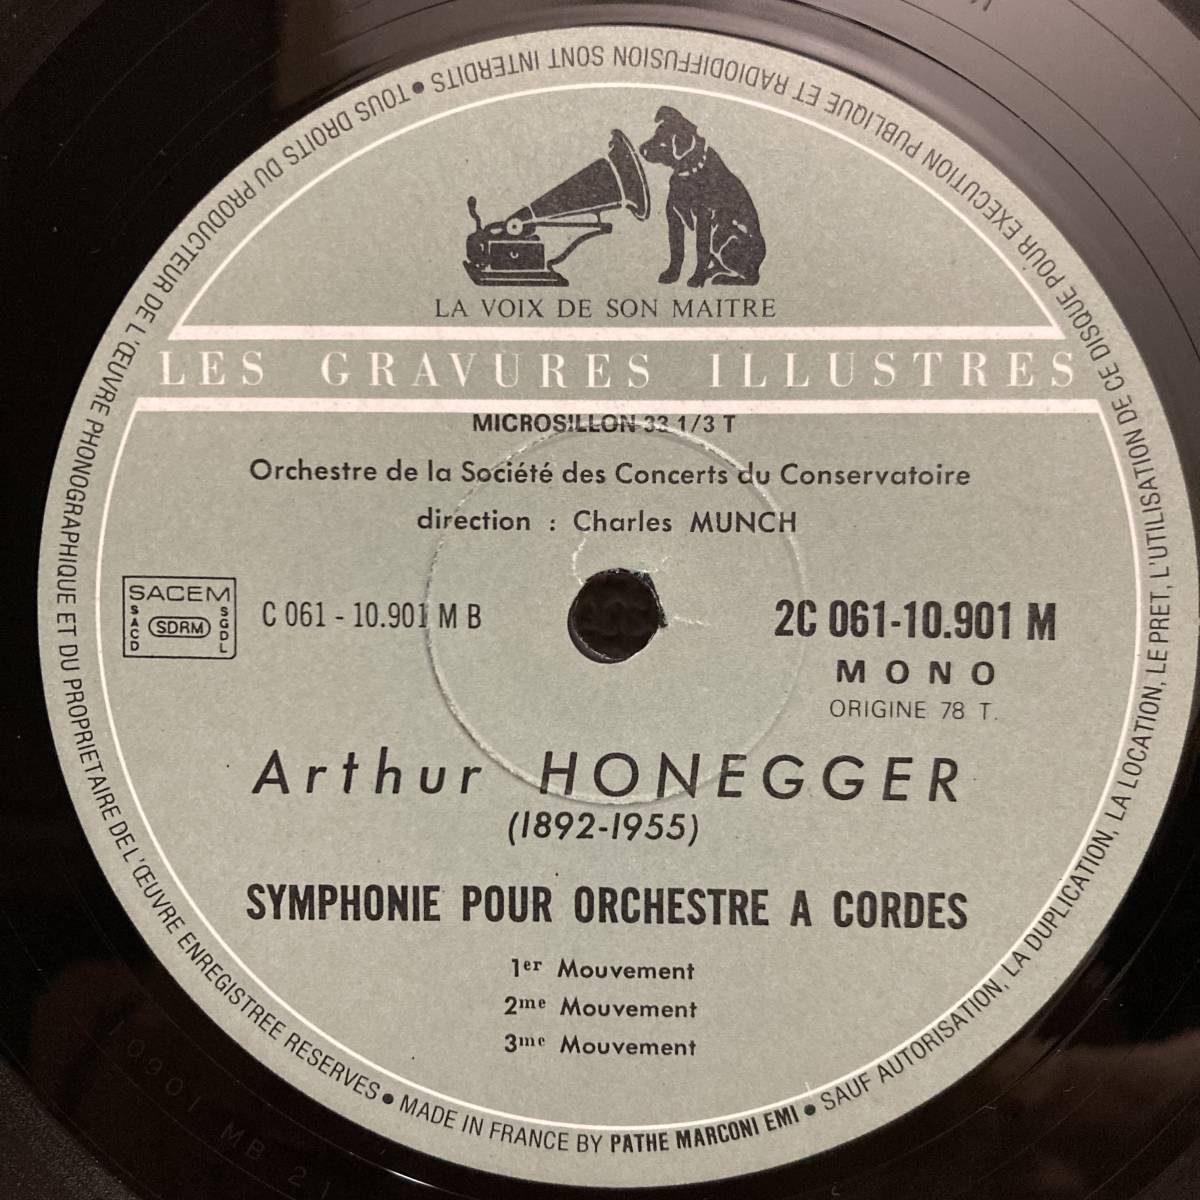 LA VOIX DE SON MAITRE
LES GRAVURES ILLUSTRES
MICROSILLON 33 1/3 T
Orchestre de la Société des Concerts du Conservatoire
direction : Charles MUNCH
SACEM
SACD
SDRM
SGDL
C 061 - 10.901 M B
2C 061-10.901 M
MONO
ORIGINE 78 T.
Arthur HONEGGER
(1892-1955)
SYMPHONIE POUR ORCHESTRE A CORDES
1er Mouvement
2me Mouvement
3me Mouvement
TOUS DROITS DU PRODUCTEUR DE L'ŒUVRE PHONOGRAPHIQUE ET DU PROPRIETAIRE DE L'ŒUVRE ENREGISTREE RESERVES • MADE IN FRANCE BY PATHE MARCONI EMI • SAUF AUTORISATION, LA DUPLICATION, LA LOCATION, LE PRET, L'UTILISATION DE CE DISQUE POUR EXECUTION PUBLIQUE ET RADIODIFFUSION SONT INTERDITS •
0901 MB 21